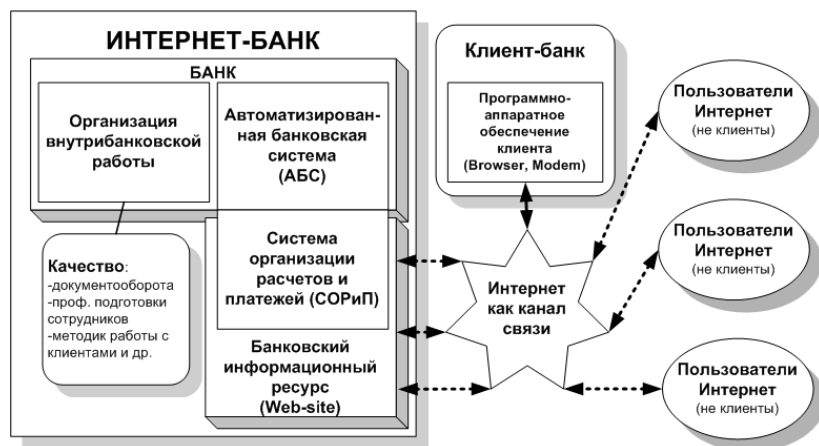 ИНТЕРНЕТ-БАНК
БАНК
Организация
внутрибанковской
работы
Автоматизирован-
ная банковская
система
(АБС)
Качество:
-документооборота
-проф. подготовки
сотрудников
-методик работы с
клиентами и др.
Система
организации
расчетов и
платежей (СОРиП)
Банковский
информационный
ресурс
(Web-site)
Клиент-банк
Программно-
аппаратное
обеспечение
клиента
(Browser, Modem)
Интернет
как канал
связи
Пользователи
Интернет
(не клиенты)
Пользователи
Интернет
(не клиенты)
Пользователи
Интернет
(не клиенты)